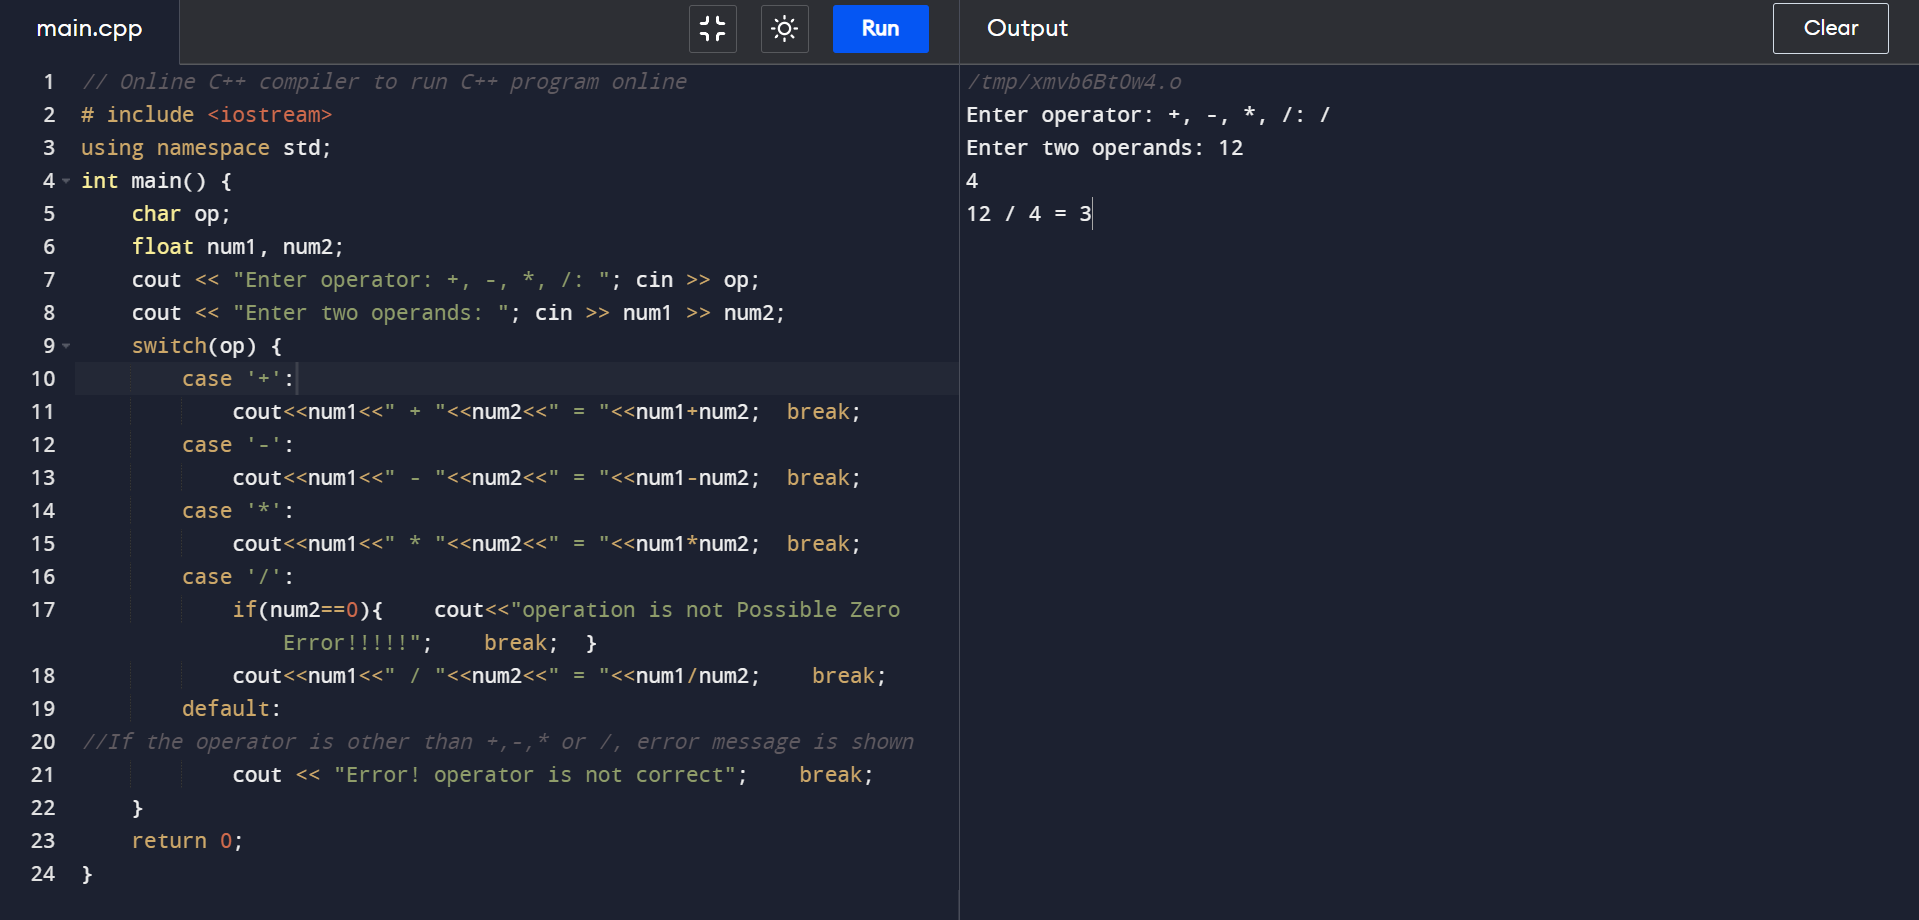 main.cpp
Run
1 // Online C++ compiler to run C++ program online
2 # include <iostream>
3 using namespace std;
4 int main() {
5     char op;
6     float num1, num2;
7     cout << "Enter operator: +, -, *, /: "; cin >> op;
8     cout << "Enter two operands: "; cin >> num1 >> num2;
9     switch(op) {
10         case '+':
11             cout<<num1<<" + "<<num2<<" = "<<num1+num2;  break;
12         case '-':
13             cout<<num1<<" - "<<num2<<" = "<<num1-num2;  break;
14         case '*':
15             cout<<num1<<" * "<<num2<<" = "<<num1*num2;  break;
16         case '/':
17             if(num2==0){    cout<<"operation is not Possible Zero
                Error!!!!!";    break;  }
18             cout<<num1<<" / "<<num2<<" = "<<num1/num2;    break;
19         default:
20 //If the operator is other than +,-,* or /, error message is shown
21             cout << "Error! operator is not correct";    break;
22     }
23     return 0;
24 }
Output
Clear
/tmp/xmvb6BtOw4.o
Enter operator: +, -, *, /: /
Enter two operands: 12
4
12 / 4 = 3